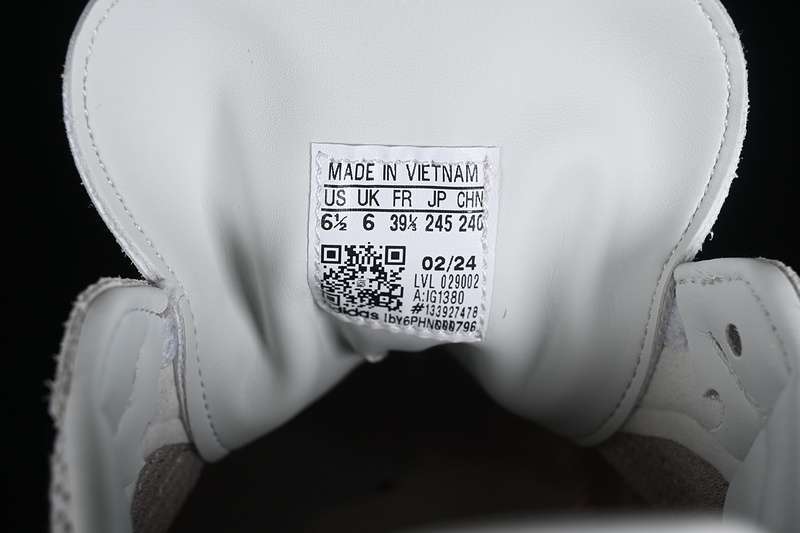 MADE IN VIETNAM
US UK FR JP CHN
6½ 6 39⅓ 245 240
02/24
LVL 029002
A:IG1380
#133927478
adidas